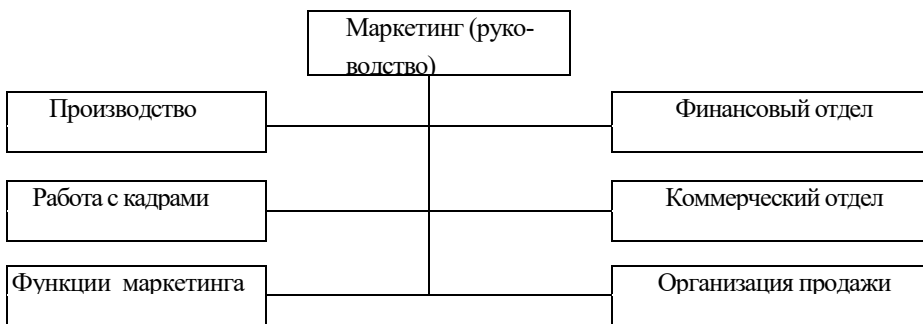 Маркетинг (руко-
водство)
Производство
Финансовый отдел
Работа с кадрами
Коммерческий отдел
Функции маркетинга
Организация продажи